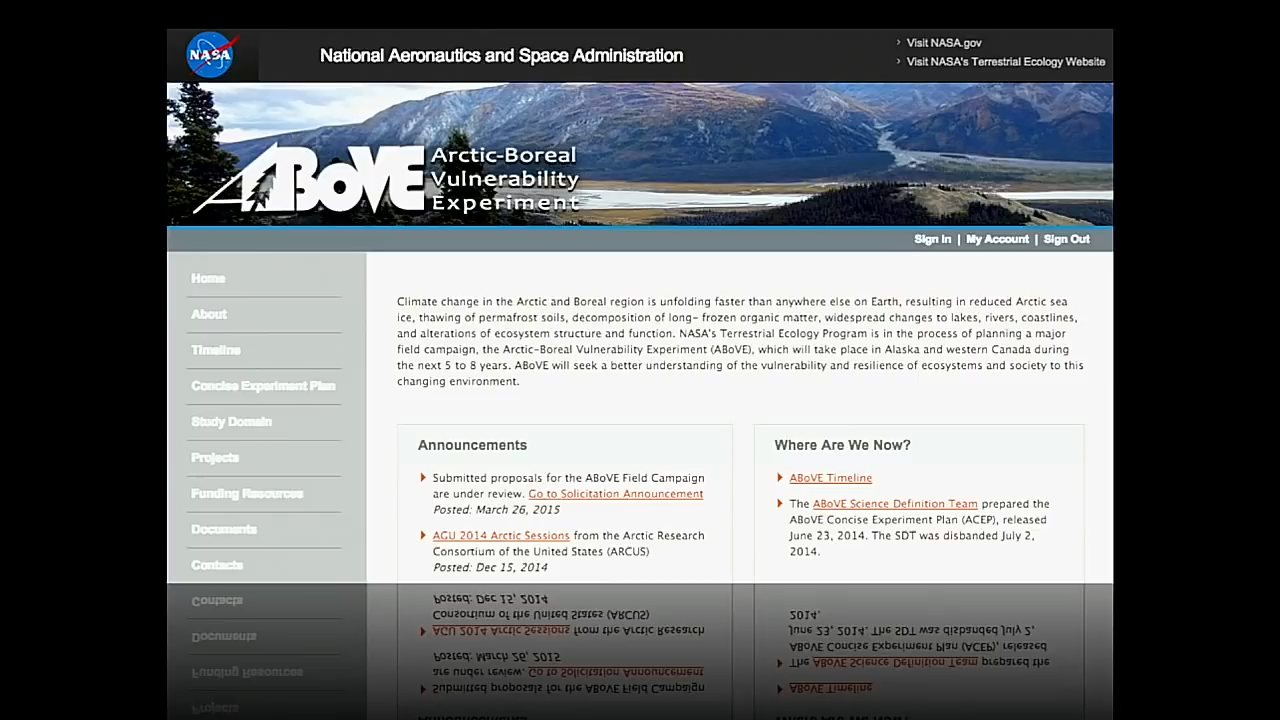 NASA
National Aeronautics and Space Administration
› Visit NASA.gov
› Visit NASA's Terrestrial Ecology Website
ABoVE
Arctic-Boreal
Vulnerability
Experiment
Sign In | My Account | Sign Out
Home
About
Timeline
Concise Experiment Plan
Study Domain
Projects
Funding Resources
Documents
Contacts
Climate change in the Arctic and Boreal region is unfolding faster than anywhere else on Earth, resulting in reduced Arctic sea
ice, thawing of permafrost soils, decomposition of long- frozen organic matter, widespread changes to lakes, rivers, coastlines,
and alterations of ecosystem structure and function. NASA's Terrestrial Ecology Program is in the process of planning a major
field campaign, the Arctic-Boreal Vulnerability Experiment (ABoVE), which will take place in Alaska and western Canada during
the next 5 to 8 years. ABoVE will seek a better understanding of the vulnerability and resilience of ecosystems and society to this
changing environment.
Announcements
Submitted proposals for the ABoVE Field Campaign
are under review. Go to Solicitation Announcement
Posted: March 26, 2015
AGU 2014 Arctic Sessions from the Arctic Research
Consortium of the United States (ARCUS)
Posted: Dec 15, 2014
Where Are We Now?
ABoVE Timeline
The ABoVE Science Definition Team prepared the
ABoVE Concise Experiment Plan (ACEP), released
June 23, 2014. The SDT was disbanded July 2,
2014.